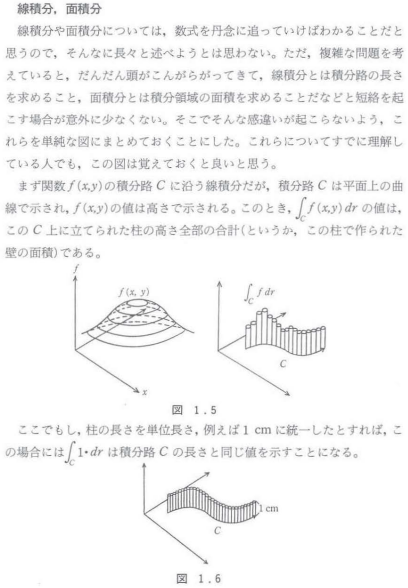 線積分，面積分
線積分や面積分については，数式を丹念に追っていけばわかることだと
思うので，そんなに長々と述べようとは思わない。ただ，複雑な問題を考
えていると，だんだん頭がこんがらがってきて，線積分とは積分路の長さ
を求めること，面積分とは積分領域の面積を求めることだなどと短絡を起
こす場合が意外に少なくない。そこでそんな感違いが起こらないよう，こ
れらを単純な図にまとめておくことにした。これらについてすでに理解し
ている人でも，この図は覚えておくと良いと思う。
まず関数f(x,y)の積分路Cに沿う線積分だが，積分路Cは平面上の曲
線で示され，f(x,y)の値は高さで示される。このとき，∫_C f(x,y)dr の値は，
このC上に立てられた柱の高さ全部の合計(というか，この柱で作られた
壁の面積)である。
f
f(x, y)
x
∫_C f dr
C
図 1.5
ここでもし，柱の長さを単位長さ，例えば1 cmに統一したとすれば，こ
の場合には∫_C 1・dr は積分路Cの長さと同じ値を示すことになる。
1 cm
C
図 1.6